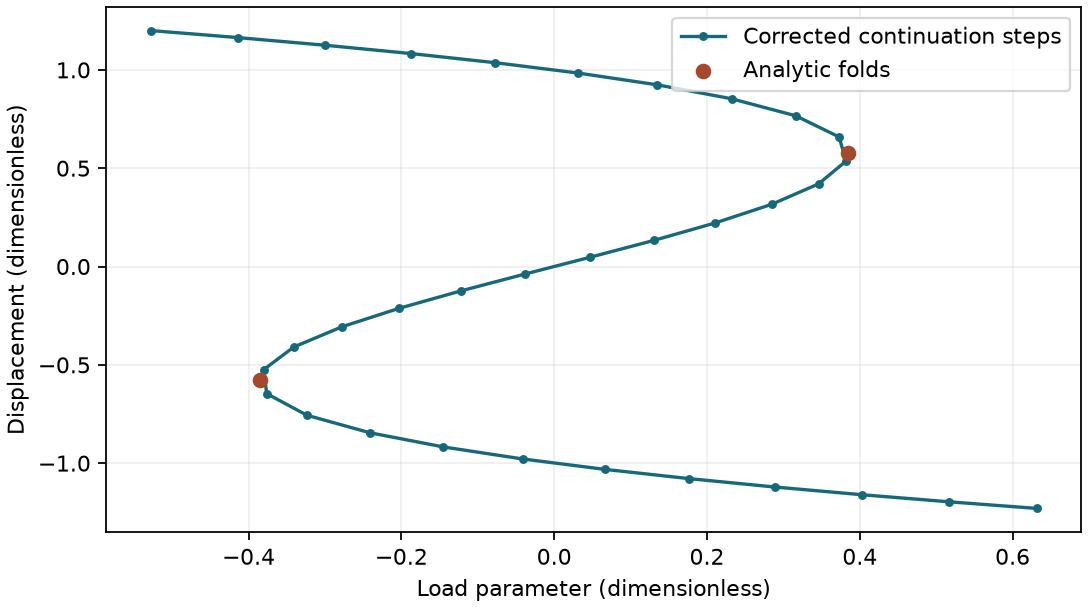 Corrected continuation steps
Analytic folds
Displacement (dimensionless)
1.0
0.5
0.0
−0.5
−1.0
−0.4
−0.2
0.0
0.2
0.4
0.6
Load parameter (dimensionless)